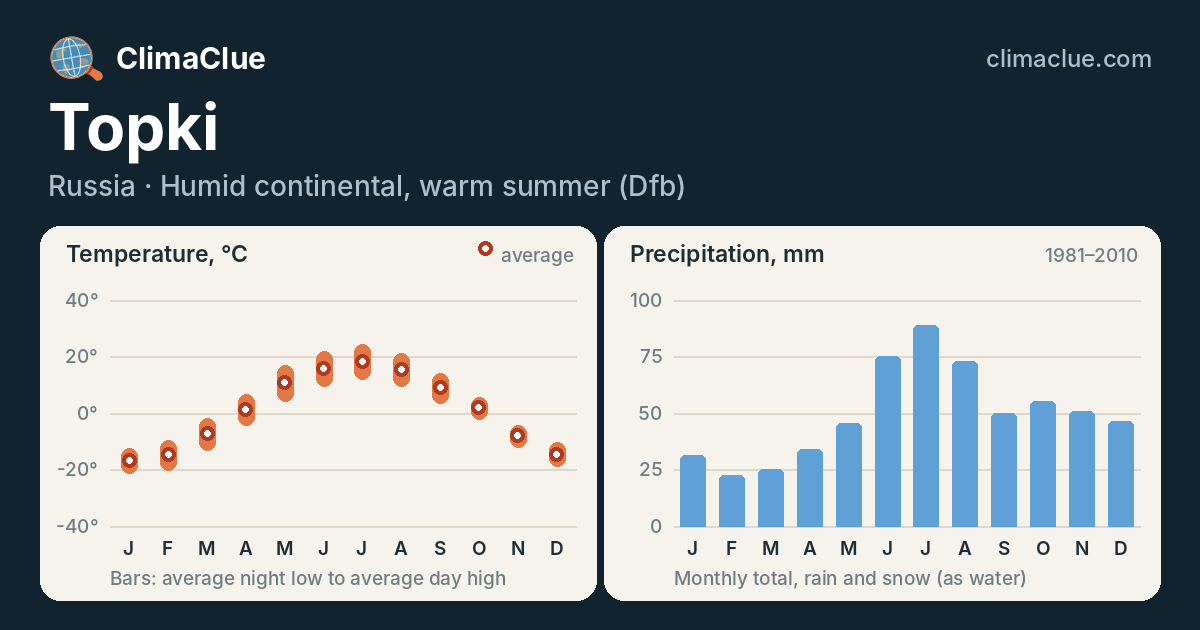 ClimaClue
climaclue.com
Topki
Russia · Humid continental, warm summer (Dfb)
Temperature, °C
average
40°
20°
0°
-20°
-40°
J F M A M J J A S O N D
Bars: average night low to average day high
Precipitation, mm
1981–2010
100
75
50
25
0
J F M A M J J A S O N D
Monthly total, rain and snow (as water)